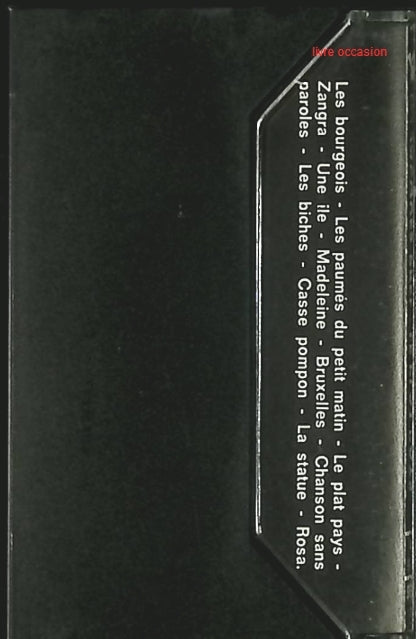 livre occasion
Les bourgeois - Les paumés du petit matin - Le plat pays -
Zangra - Une ile - Madeleine - Bruxelles - Chanson sans
paroles - Les biches - Casse pompon - La statue - Rosa.